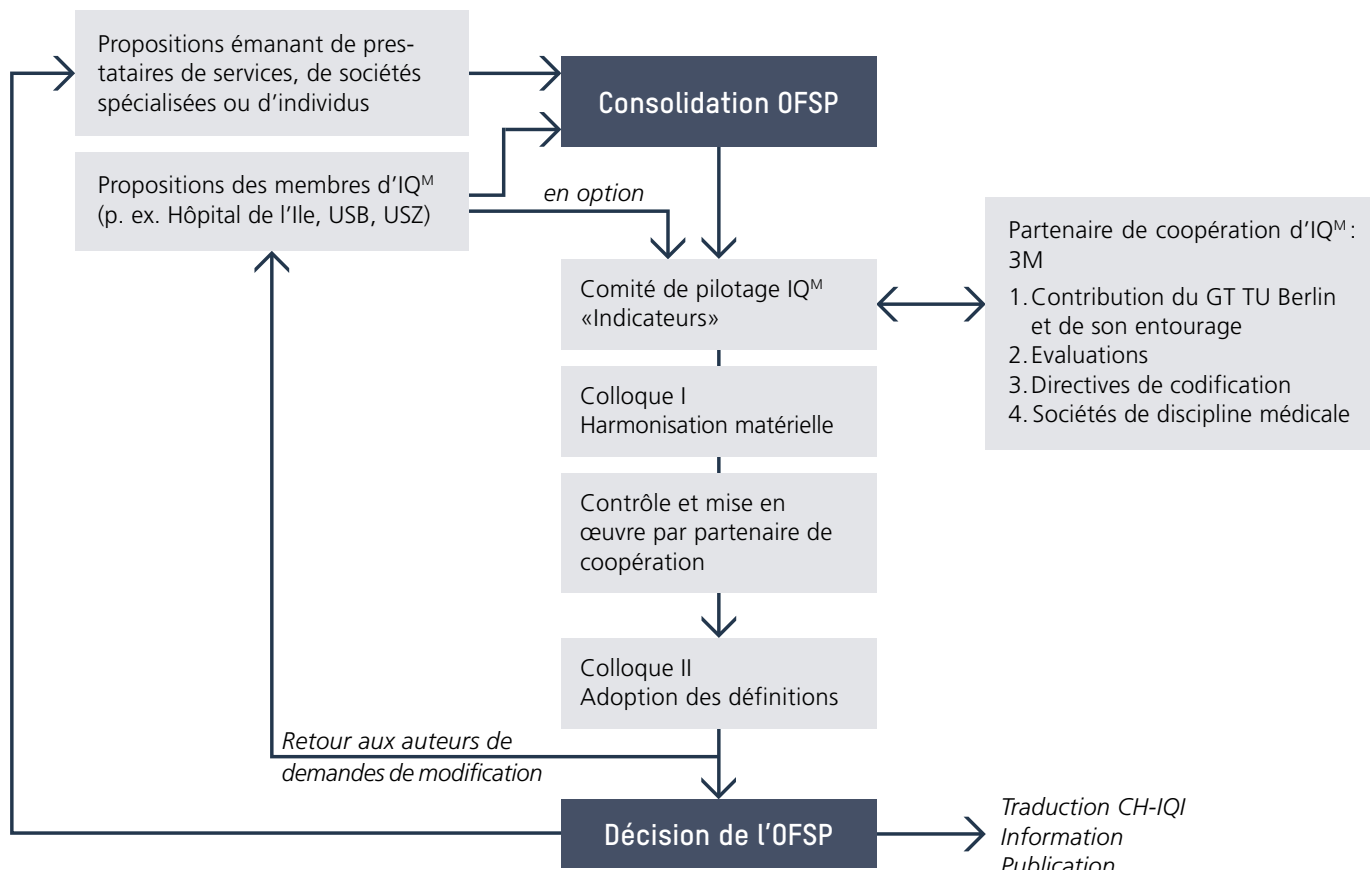 Propositions émanant de pres-
tataires de services, de sociétés
spécialisées ou d'individus
Consolidation OFSP
Propositions des membres d'IQᴹ
(p. ex. Hôpital de l'Ile, USB, USZ)
en option
Comité de pilotage IQᴹ
«Indicateurs»
Partenaire de coopération d'IQᴹ:
3M
1. Contribution du GT TU Berlin
et de son entourage
2. Evaluations
3. Directives de codification
4. Sociétés de discipline médicale
Colloque I
Harmonisation matérielle
Contrôle et mise en
œuvre par partenaire de
coopération
Colloque II
Adoption des définitions
Retour aux auteurs de
demandes de modification
Décision de l'OFSP
Traduction CH-IQI
Information
Publication